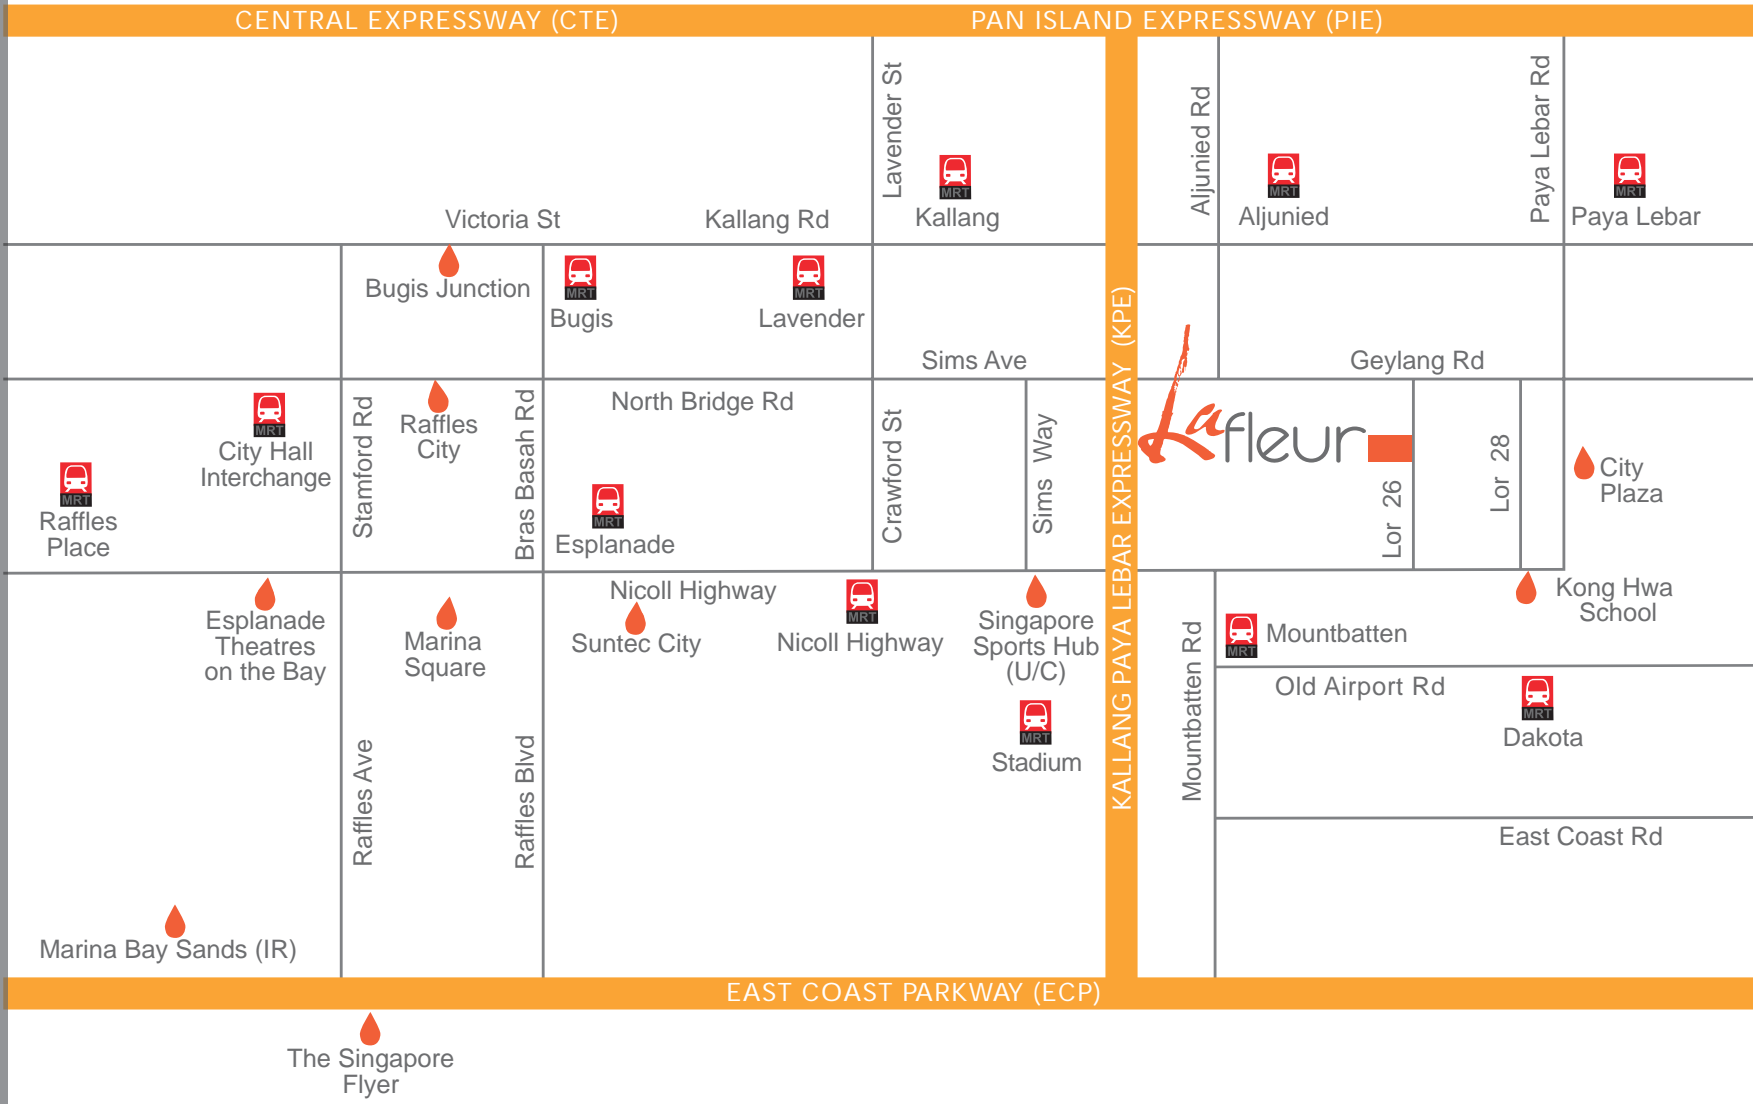 CENTRAL EXPRESSWAY (CTE)
PAN ISLAND EXPRESSWAY (PIE)
Lavender St
Aljunied Rd
Paya Lebar Rd
MRT
Kallang
MRT
Aljunied
MRT
Paya Lebar
Victoria St
Kallang Rd
Bugis Junction
MRT
Bugis
MRT
Lavender
KALLANG PAYA LEBAR EXPRESSWAY (KPE)
Sims Ave
Geylang Rd
North Bridge Rd
MRT
City Hall
Interchange
Stamford Rd
Raffles
City
Bras Basah Rd
Crawford St
Sims Way
La fleur
Lor 26
Lor 28
City
Plaza
MRT
Raffles
Place
MRT
Esplanade
Nicoll Highway
Esplanade
Theatres
on the Bay
Marina
Square
Suntec City
MRT
Nicoll Highway
Singapore
Sports Hub
(U/C)
MRT
Stadium
Mountbatten Rd
MRT
Mountbatten
Kong Hwa
School
Old Airport Rd
MRT
Dakota
East Coast Rd
Raffles Ave
Raffles Blvd
Marina Bay Sands (IR)
EAST COAST PARKWAY (ECP)
The Singapore
Flyer